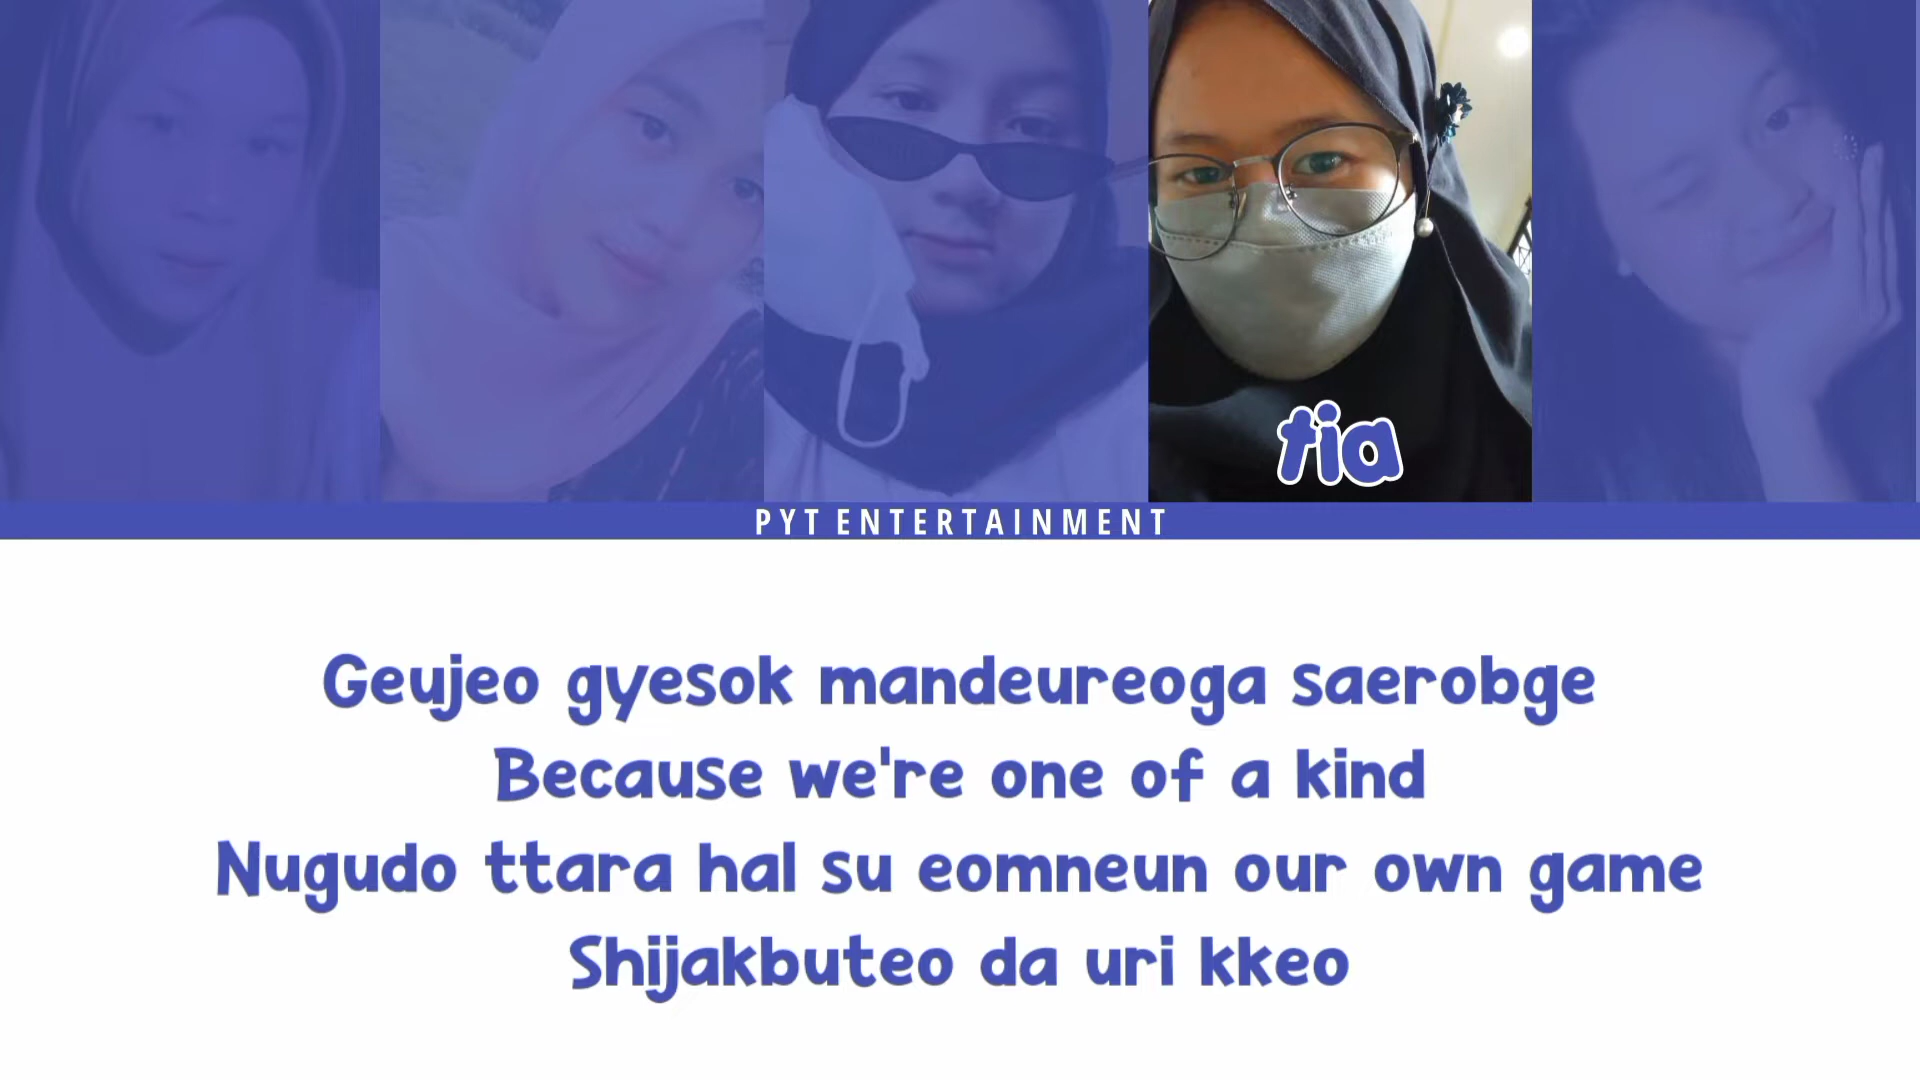 tia
PYT ENTERTAINMENT
Geujeo gyesok mandeureoga saerobge
Because we're one of a kind
Nugudo ttara hal su eomneun our own game
Shijakbuteo da uri kkeo